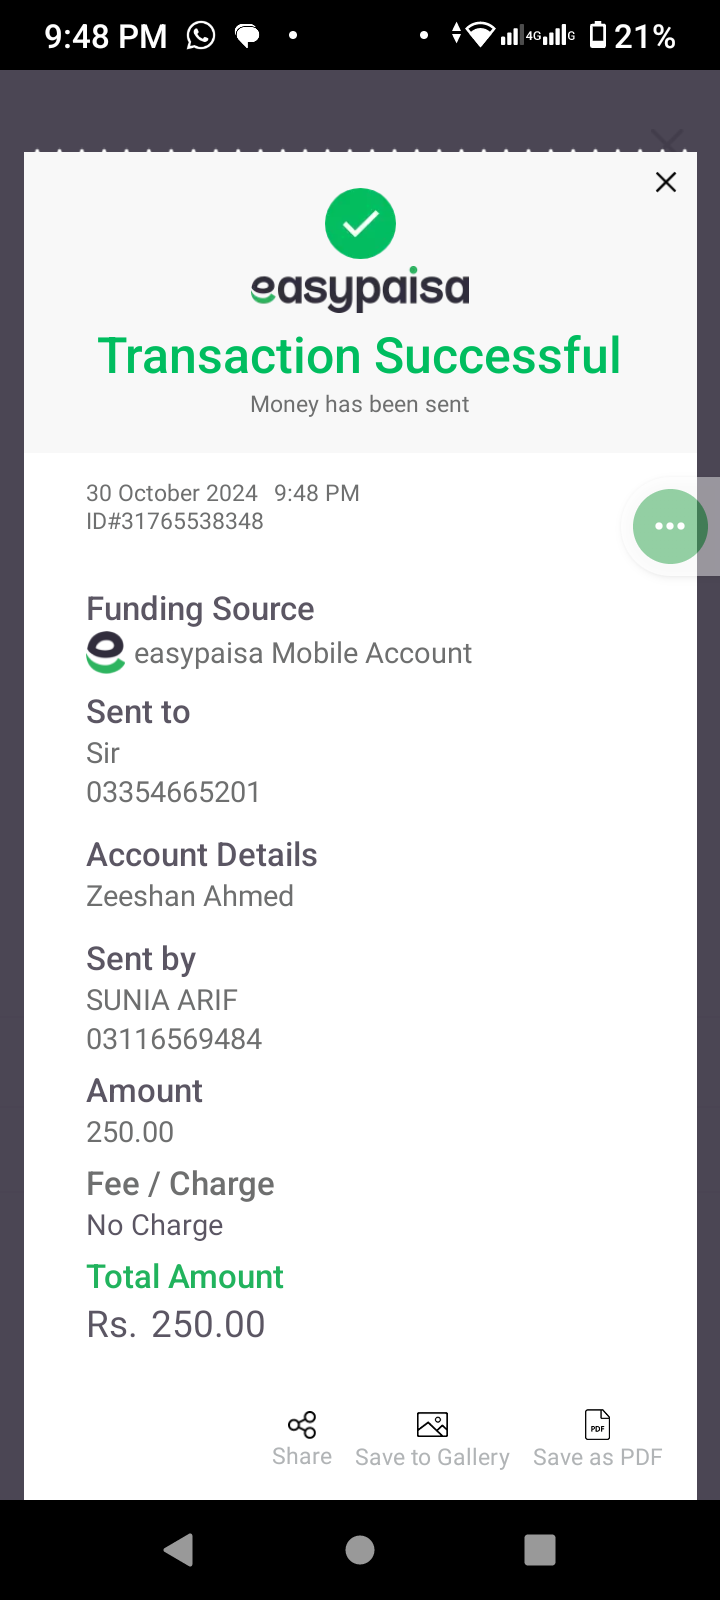 9:48 PM 4G G 21%
easypaisa
Transaction Successful
Money has been sent
30 October 2024 9:48 PM
ID#31765538348
Funding Source
easypaisa Mobile Account
Sent to
Sir
03354665201
Account Details
Zeeshan Ahmed
Sent by
SUNIA ARIF
03116569484
Amount
250.00
Fee / Charge
No Charge
Total Amount
Rs. 250.00
PDF
Share Save to Gallery Save as PDF